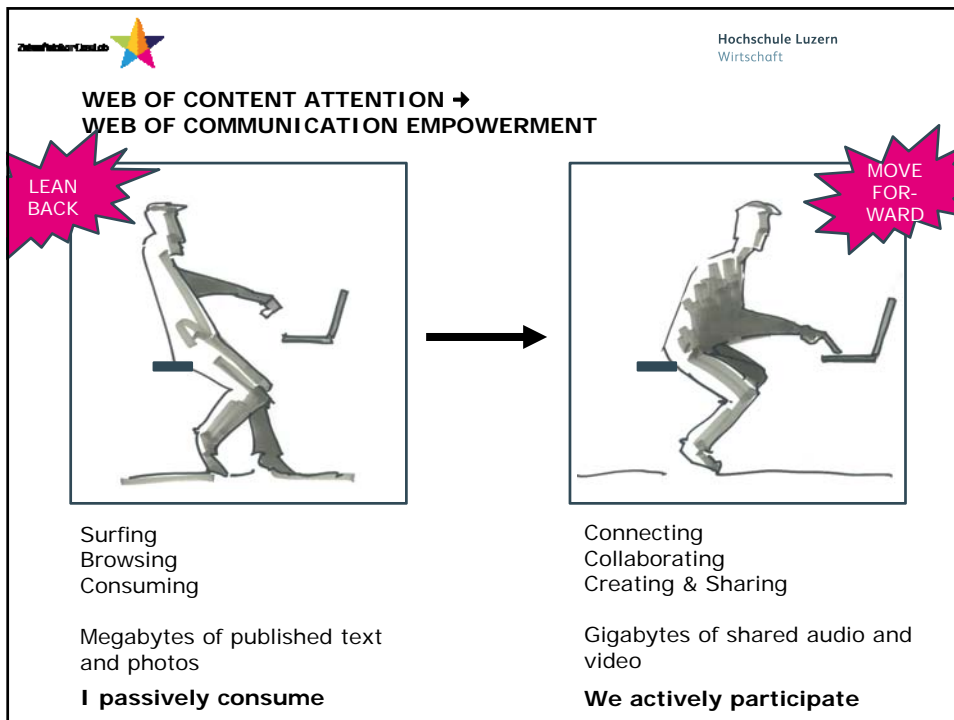 Hochschule Luzern
Wirtschaft
WEB OF CONTENT ATTENTION ➔
WEB OF COMMUNICATION EMPOWERMENT
LEAN
BACK
MOVE
FOR-
WARD
Surfing
Browsing
Consuming
Megabytes of published text
and photos
I passively consume
Connecting
Collaborating
Creating & Sharing
Gigabytes of shared audio and
video
We actively participate